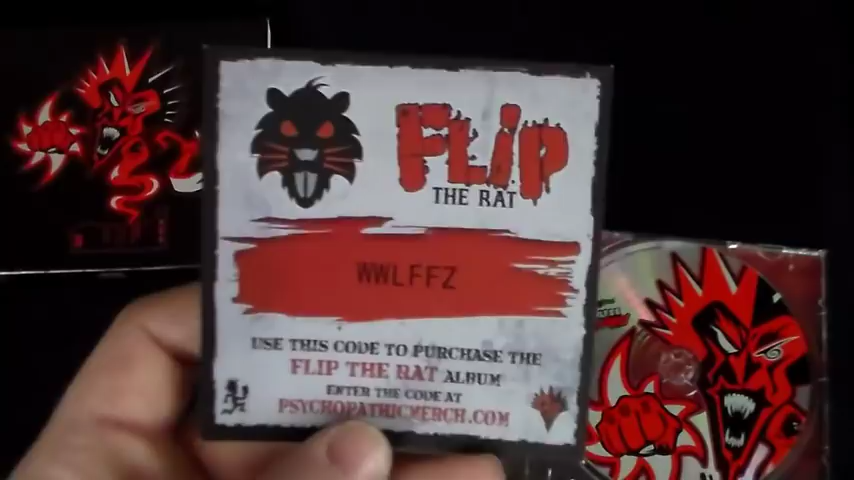 FLIP
THE RAT
WWLFFZ
USE THIS CODE TO PURCHASE THE
FLIP THE RAT ALBUM
ENTER THE CODE AT
PSYCHOPATHICMERCH.COM